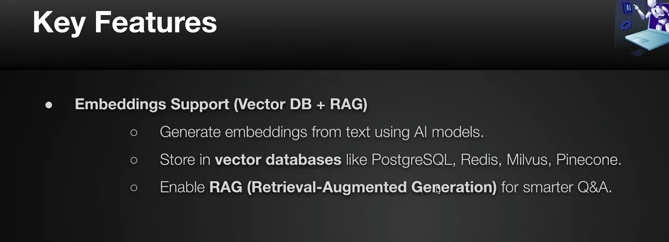 Key Features
● Embeddings Support (Vector DB + RAG)
○ Generate embeddings from text using AI models.
○ Store in vector databases like PostgreSQL, Redis, Milvus, Pinecone.
○ Enable RAG (Retrieval-Augmented Generation) for smarter Q&A.